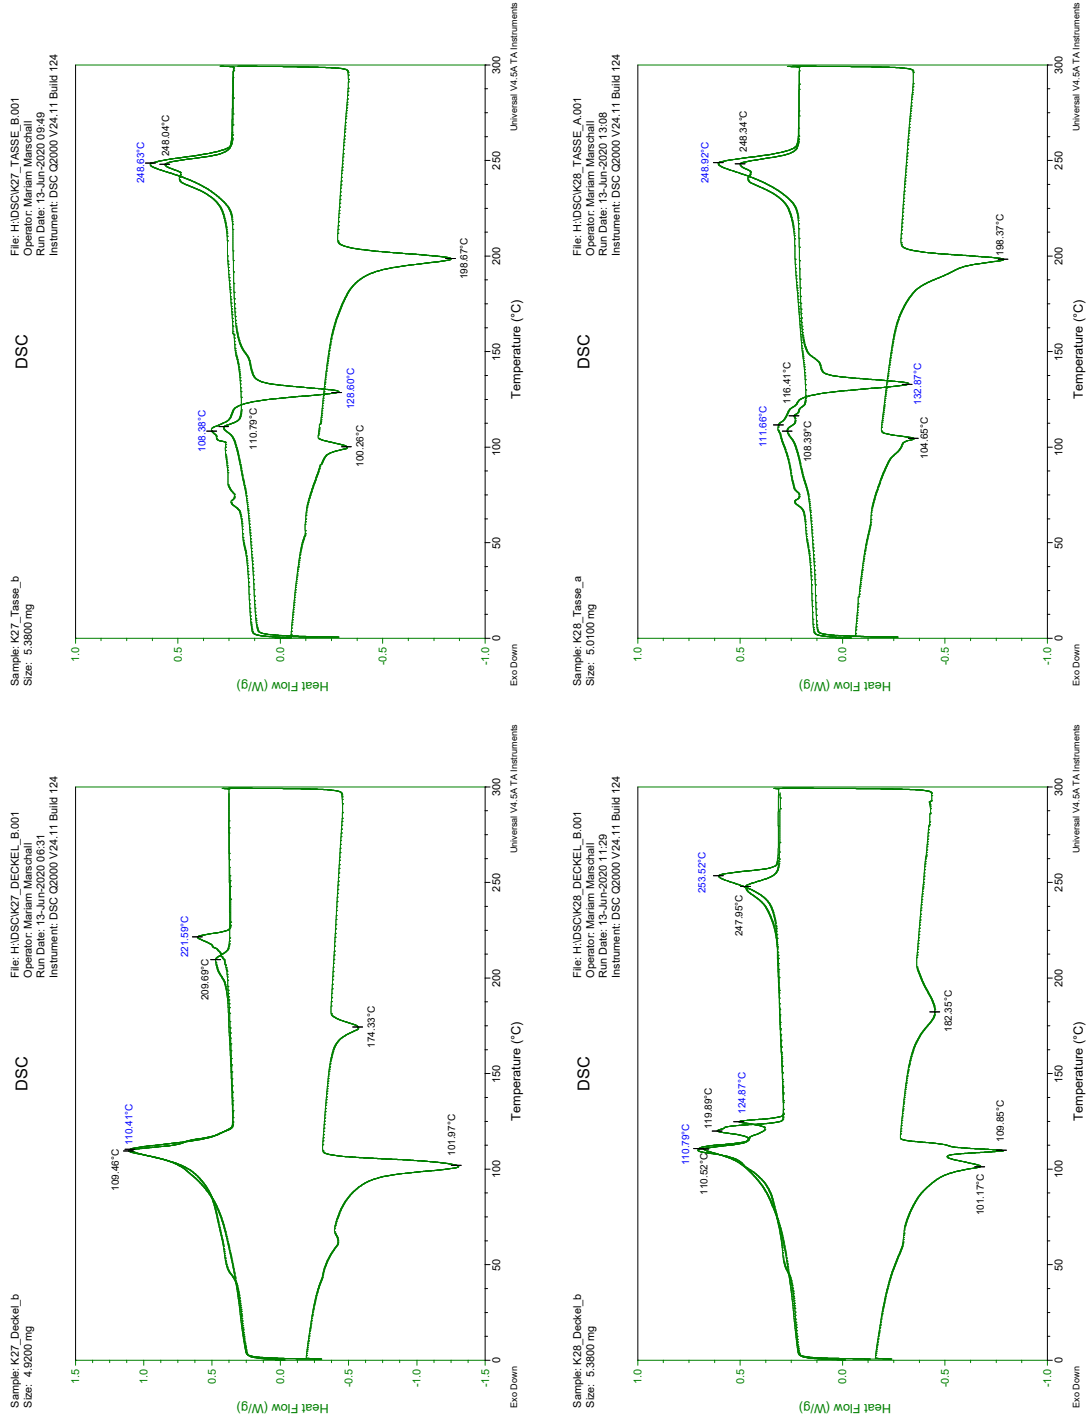 Sample: K27_Deckel_b
Size: 4.9200 mg
DSC
File: H:\DSC\K27_DECKEL_B.001
Operator: Mariam Marschall
Run Date: 13-Jun-2020 06:31
Instrument: DSC Q2000 V24.11 Build 124
109.46°C
110.41°C
209.69°C
221.59°C
101.97°C
174.33°C
1.5
1.0
0.5
0.0
-0.5
-1.0
-1.5
Heat Flow (W/g)
0
50
100
150
200
250
300
Exo Down
Temperature (°C)
Universal V4.5A TA Instruments
Sample: K27_Tasse_b
Size: 5.3800 mg
DSC
File: H:\DSC\K27_TASSE_B.001
Operator: Mariam Marschall
Run Date: 13-Jun-2020 09:49
Instrument: DSC Q2000 V24.11 Build 124
248.63°C
248.04°C
108.38°C
110.79°C
128.60°C
100.26°C
198.67°C
1.0
0.5
0.0
-0.5
-1.0
Heat Flow (W/g)
0
50
100
150
200
250
300
Exo Down
Temperature (°C)
Universal V4.5A TA Instruments
Sample: K28_Deckel_b
Size: 5.3800 mg
DSC
File: H:\DSC\K28_DECKEL_B.001
Operator: Mariam Marschall
Run Date: 13-Jun-2020 11:29
Instrument: DSC Q2000 V24.11 Build 124
110.79°C
110.52°C
119.89°C
124.87°C
247.95°C
253.52°C
101.17°C
109.85°C
182.35°C
1.0
0.5
0.0
-0.5
-1.0
Heat Flow (W/g)
0
50
100
150
200
250
300
Exo Down
Temperature (°C)
Universal V4.5A TA Instruments
Sample: K28_Tasse_a
Size: 5.0100 mg
DSC
File: H:\DSC\K28_TASSE_A.001
Operator: Mariam Marschall
Run Date: 13-Jun-2020 13:08
Instrument: DSC Q2000 V24.11 Build 124
248.92°C
248.34°C
111.66°C
116.41°C
108.39°C
132.87°C
104.65°C
198.37°C
1.0
0.5
0.0
-0.5
-1.0
Heat Flow (W/g)
0
50
100
150
200
250
300
Exo Down
Temperature (°C)
Universal V4.5A TA Instruments